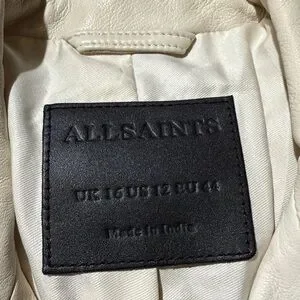 ALLSAINTS
UK 16 US 12 EU 44
Made in India